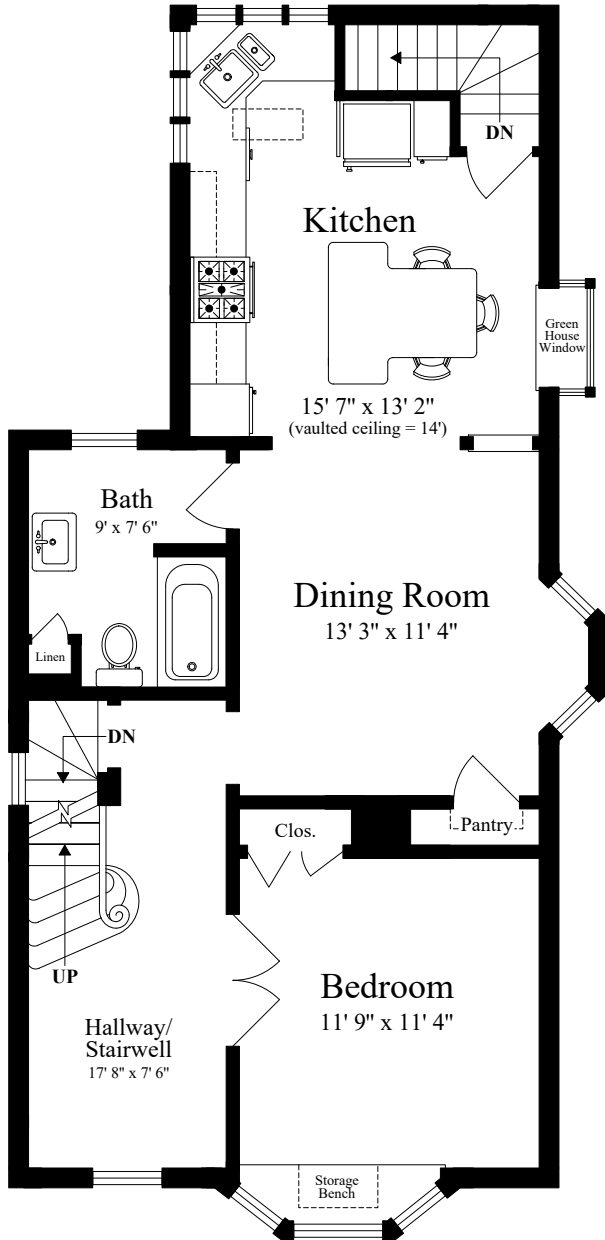 DN
Kitchen
Green
House
Window
15' 7" x 13' 2"
(vaulted ceiling = 14')
Bath
9' x 7' 6"
Dining Room
13' 3" x 11' 4"
Linen
DN
Clos.
Pantry
UP
Bedroom
11' 9" x 11' 4"
Hallway/
Stairwell
17' 8" x 7' 6"
Storage
Bench